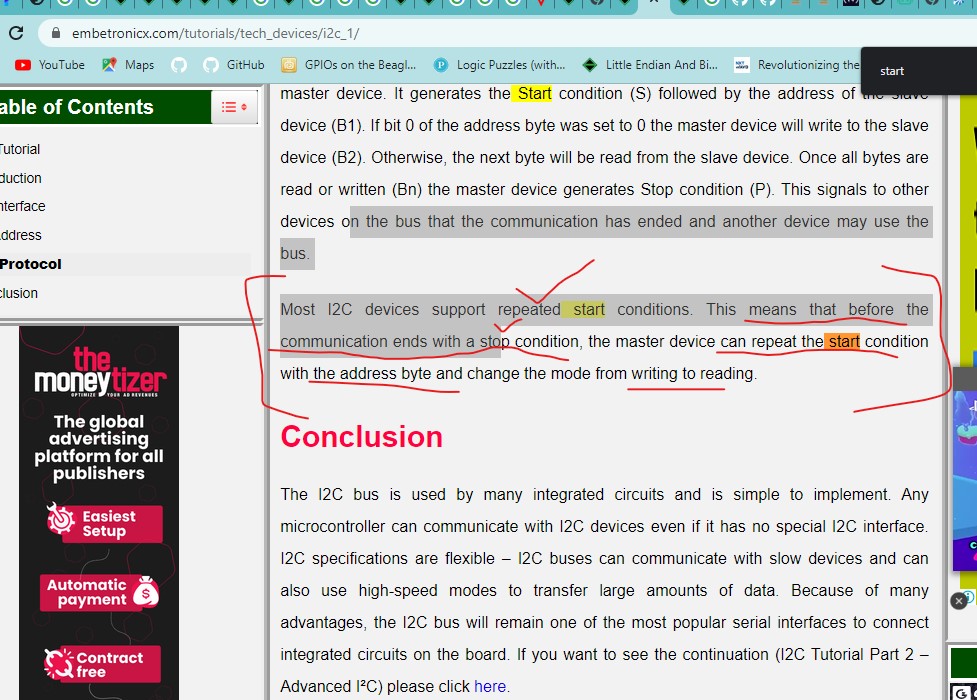 embetronicx.com/tutorials/tech_devices/i2c_1/
YouTube Maps GitHub GPIOs on the Beagl... Logic Puzzles (with... Little Endian And Bi... Revolutionizing the
start
able of Contents
Tutorial
duction
nterface
ddress
Protocol
clusion
master device. It generates the Start condition (S) followed by the address of the slave
device (B1). If bit 0 of the address byte was set to 0 the master device will write to the slave
device (B2). Otherwise, the next byte will be read from the slave device. Once all bytes are
read or written (Bn) the master device generates Stop condition (P). This signals to other
devices on the bus that the communication has ended and another device may use the
bus.
Most I2C devices support repeated start conditions. This means that before the
communication ends with a stop condition, the master device can repeat the start condition
with the address byte and change the mode from writing to reading.
Conclusion
The I2C bus is used by many integrated circuits and is simple to implement. Any
microcontroller can communicate with I2C devices even if it has no special I2C interface.
I2C specifications are flexible – I2C buses can communicate with slow devices and can
also use high-speed modes to transfer large amounts of data. Because of many
advantages, the I2C bus will remain one of the most popular serial interfaces to connect
integrated circuits on the board. If you want to see the continuation (I2C Tutorial Part 2 –
Advanced I²C) please click here.
the
moneytizer
OPTIMIZE YOUR AD REVENUES
The global
advertising
platform for all
publishers
Easiest
Setup
Automatic
payment
Contract
free